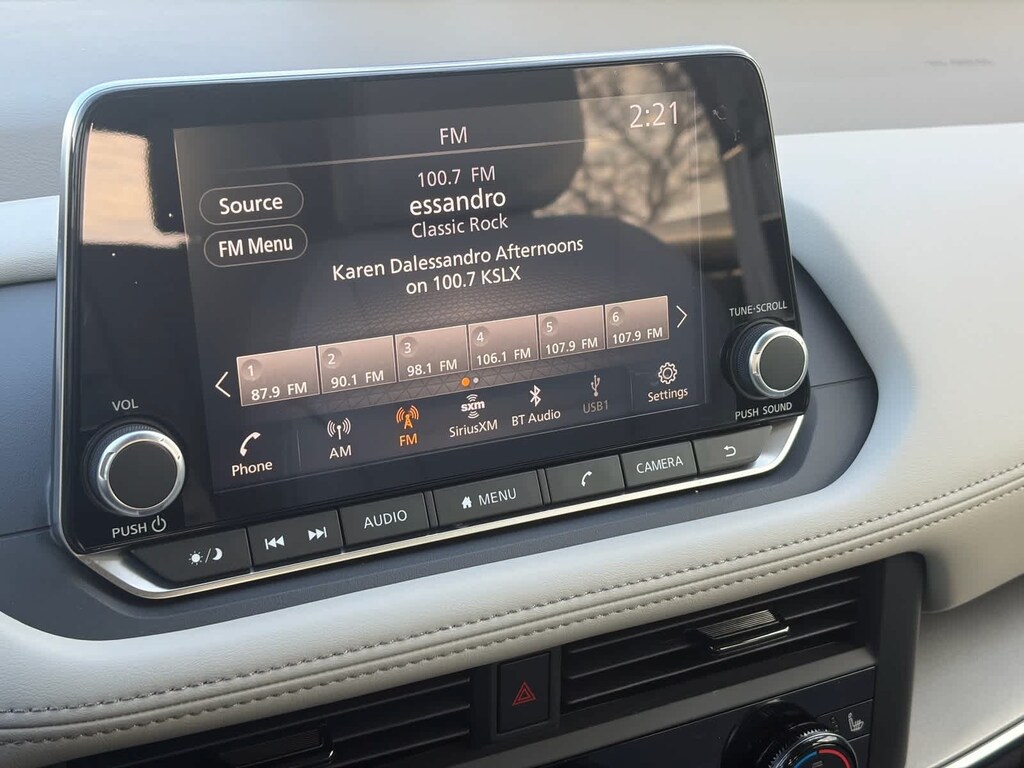 2:21
FM
100.7 FM
essandro
Classic Rock
Source
FM Menu
Karen Dalessandro Afternoons
on 100.7 KSLX
1
87.9 FM
2
90.1 FM
3
98.1 FM
4
106.1 FM
5
107.9 FM
6
107.9 FM
Phone
AM
FM
sxm
SiriusXM
BT Audio
USB1
Settings
VOL
PUSH
TUNE·SCROLL
PUSH SOUND
AUDIO
MENU
CAMERA